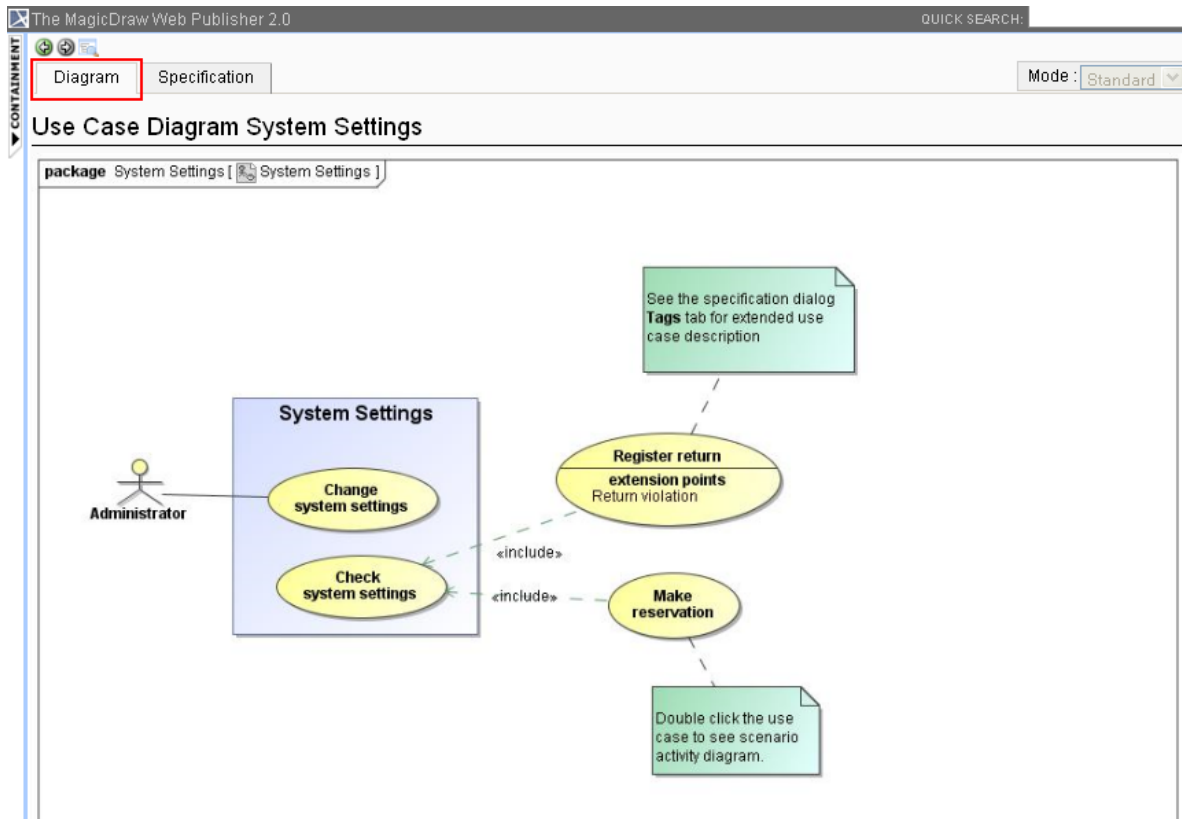 The MagicDraw Web Publisher 2.0
QUICK SEARCH:
CONTAINMENT
Diagram
Specification
Mode :
Standard
Use Case Diagram System Settings
package System Settings [ System Settings ]
See the specification dialog
Tags tab for extended use
case description
System Settings
Register return
extension points
Return violation
Change
system settings
Administrator
«include»
Check
system settings
«include»
Make
reservation
Double click the use
case to see scenario
activity diagram.